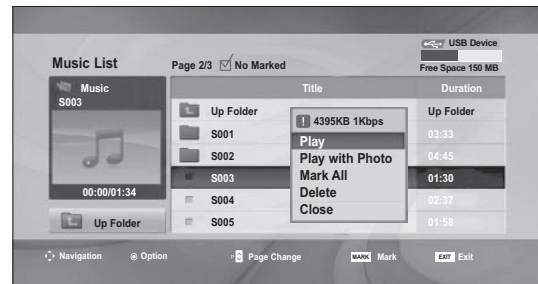 USB Device
Music List
Page 2/3 No Marked
Free Space 150 MB
Music
S003
00:00/01:34
Up Folder
Title Duration
Up Folder Up Folder
S001 03:33
S002 04:45
S003 01:30
S004 02:37
S005 01:58
! 4395KB 1Kbps
Play
Play with Photo
Mark All
Delete
Close
Navigation Option P Page Change MARK Mark EXIT Exit